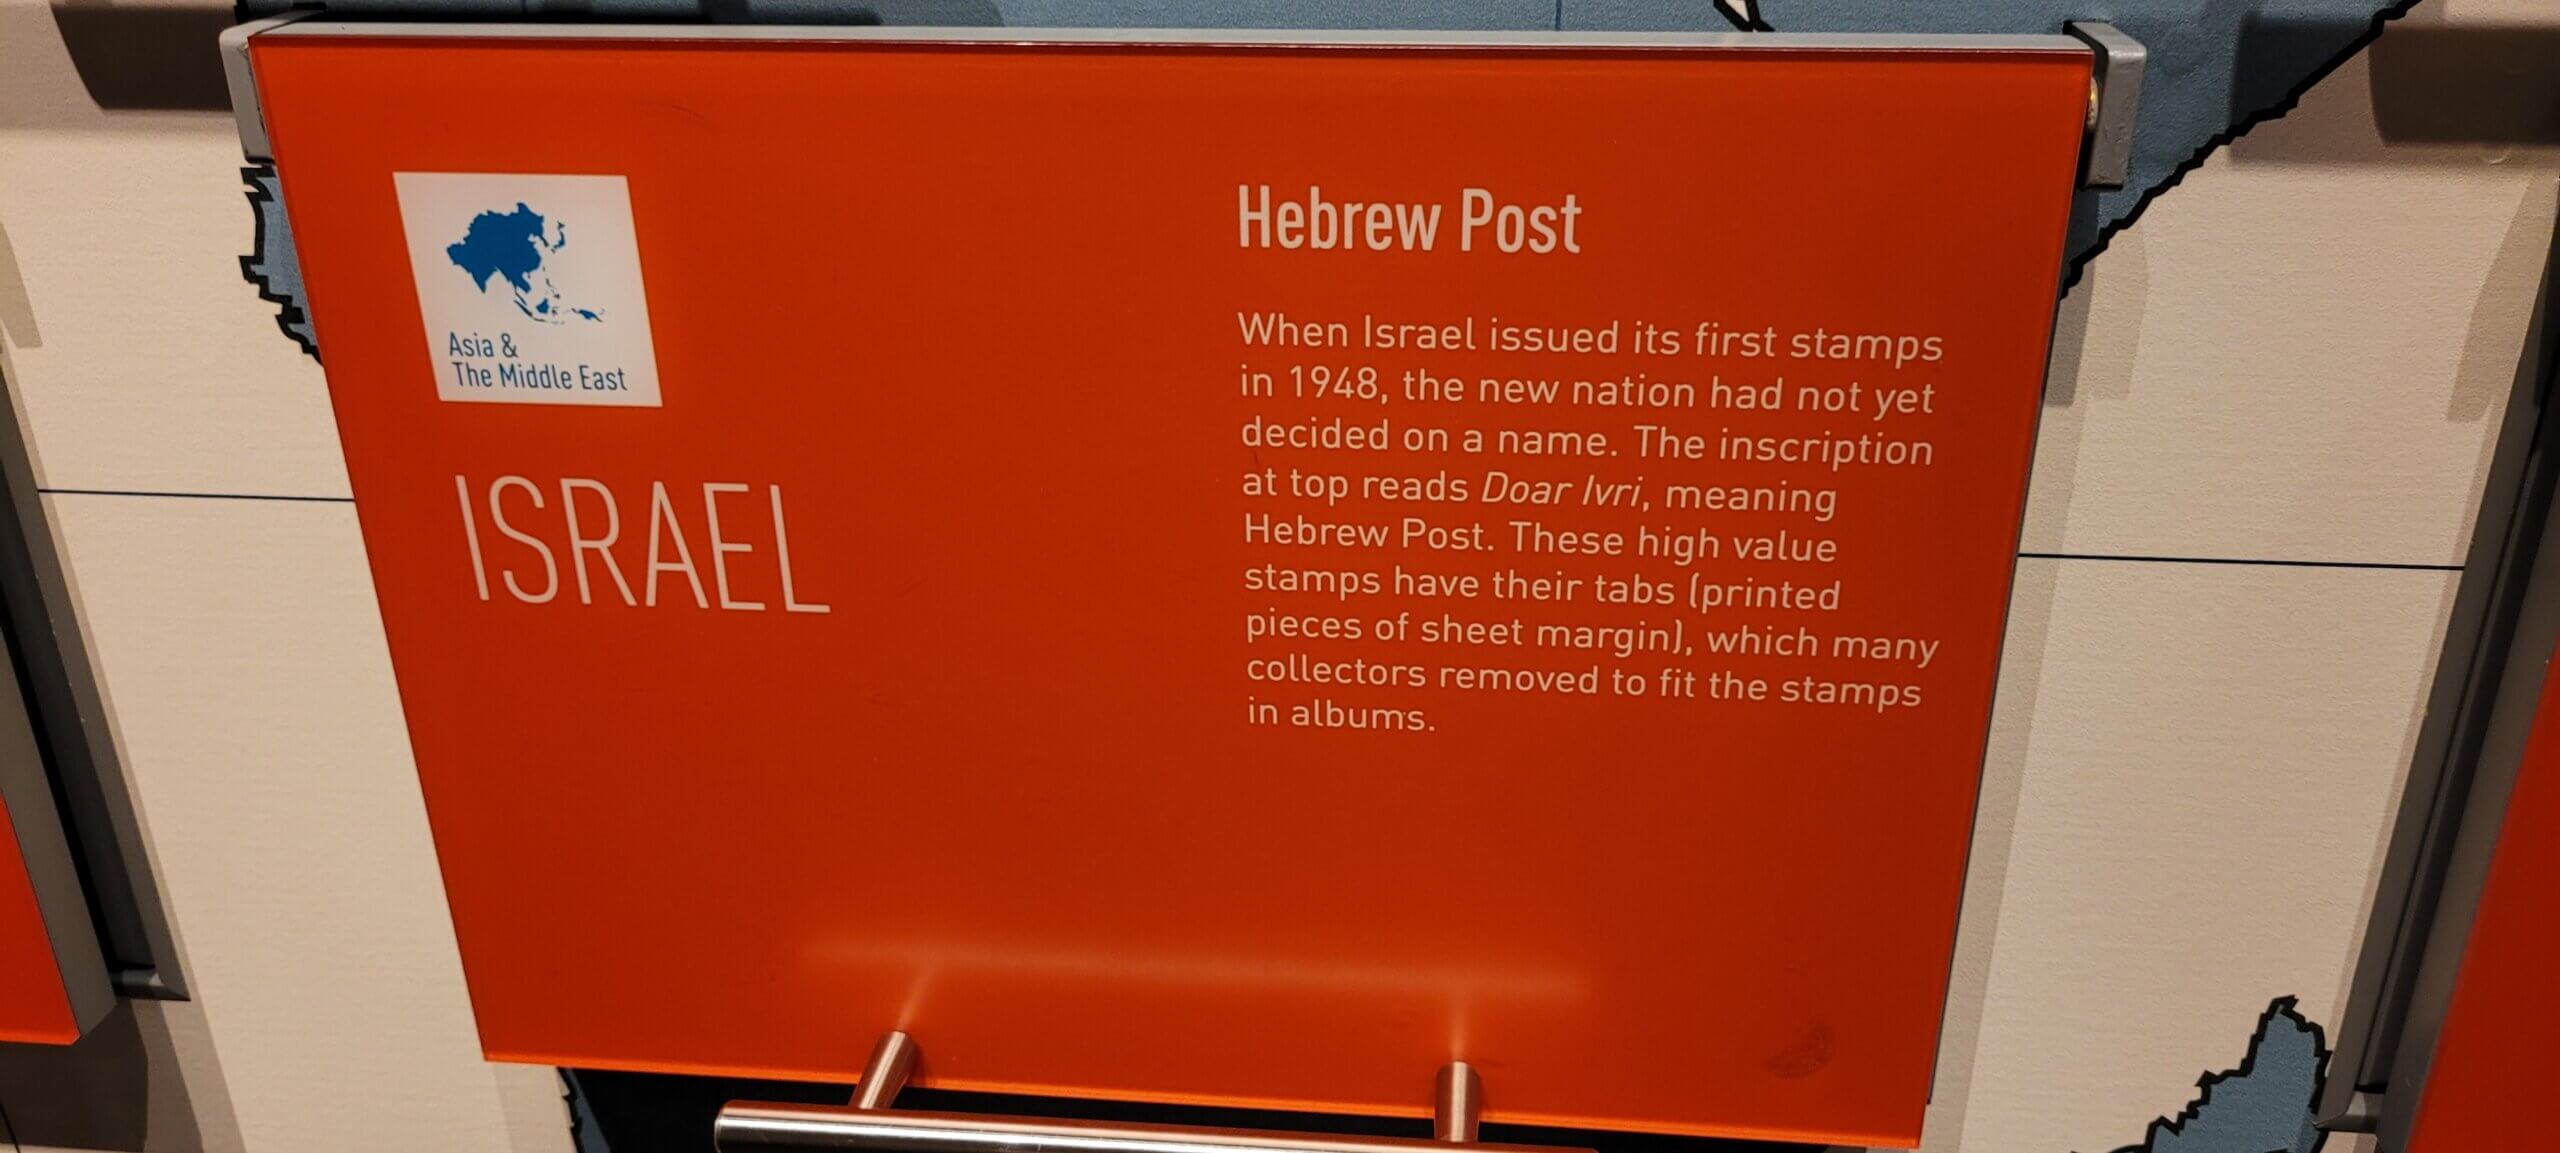 Asia &
The Middle East
ISRAEL
Hebrew Post
When Israel issued its first stamps
in 1948, the new nation had not yet
decided on a name. The inscription
at top reads Doar Ivri, meaning
Hebrew Post. These high value
stamps have their tabs (printed
pieces of sheet margin), which many
collectors removed to fit the stamps
in albums.